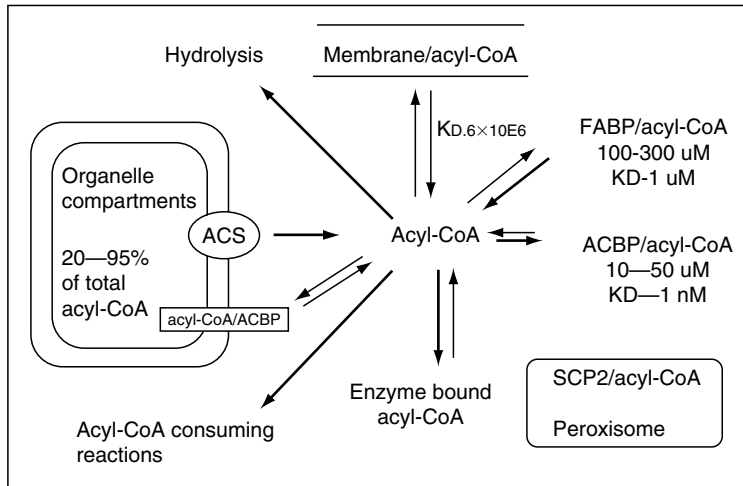 Hydrolysis
Membrane/acyl-CoA
KD.6×10E6
FABP/acyl-CoA
100-300 uM
KD-1 uM
Organelle
compartments
20—95%
of total
acyl-CoA
ACS
Acyl-CoA
ACBP/acyl-CoA
10—50 uM
KD—1 nM
acyl-CoA/ACBP
Enzyme bound
acyl-CoA
SCP2/acyl-CoA
Peroxisome
Acyl-CoA consuming
reactions